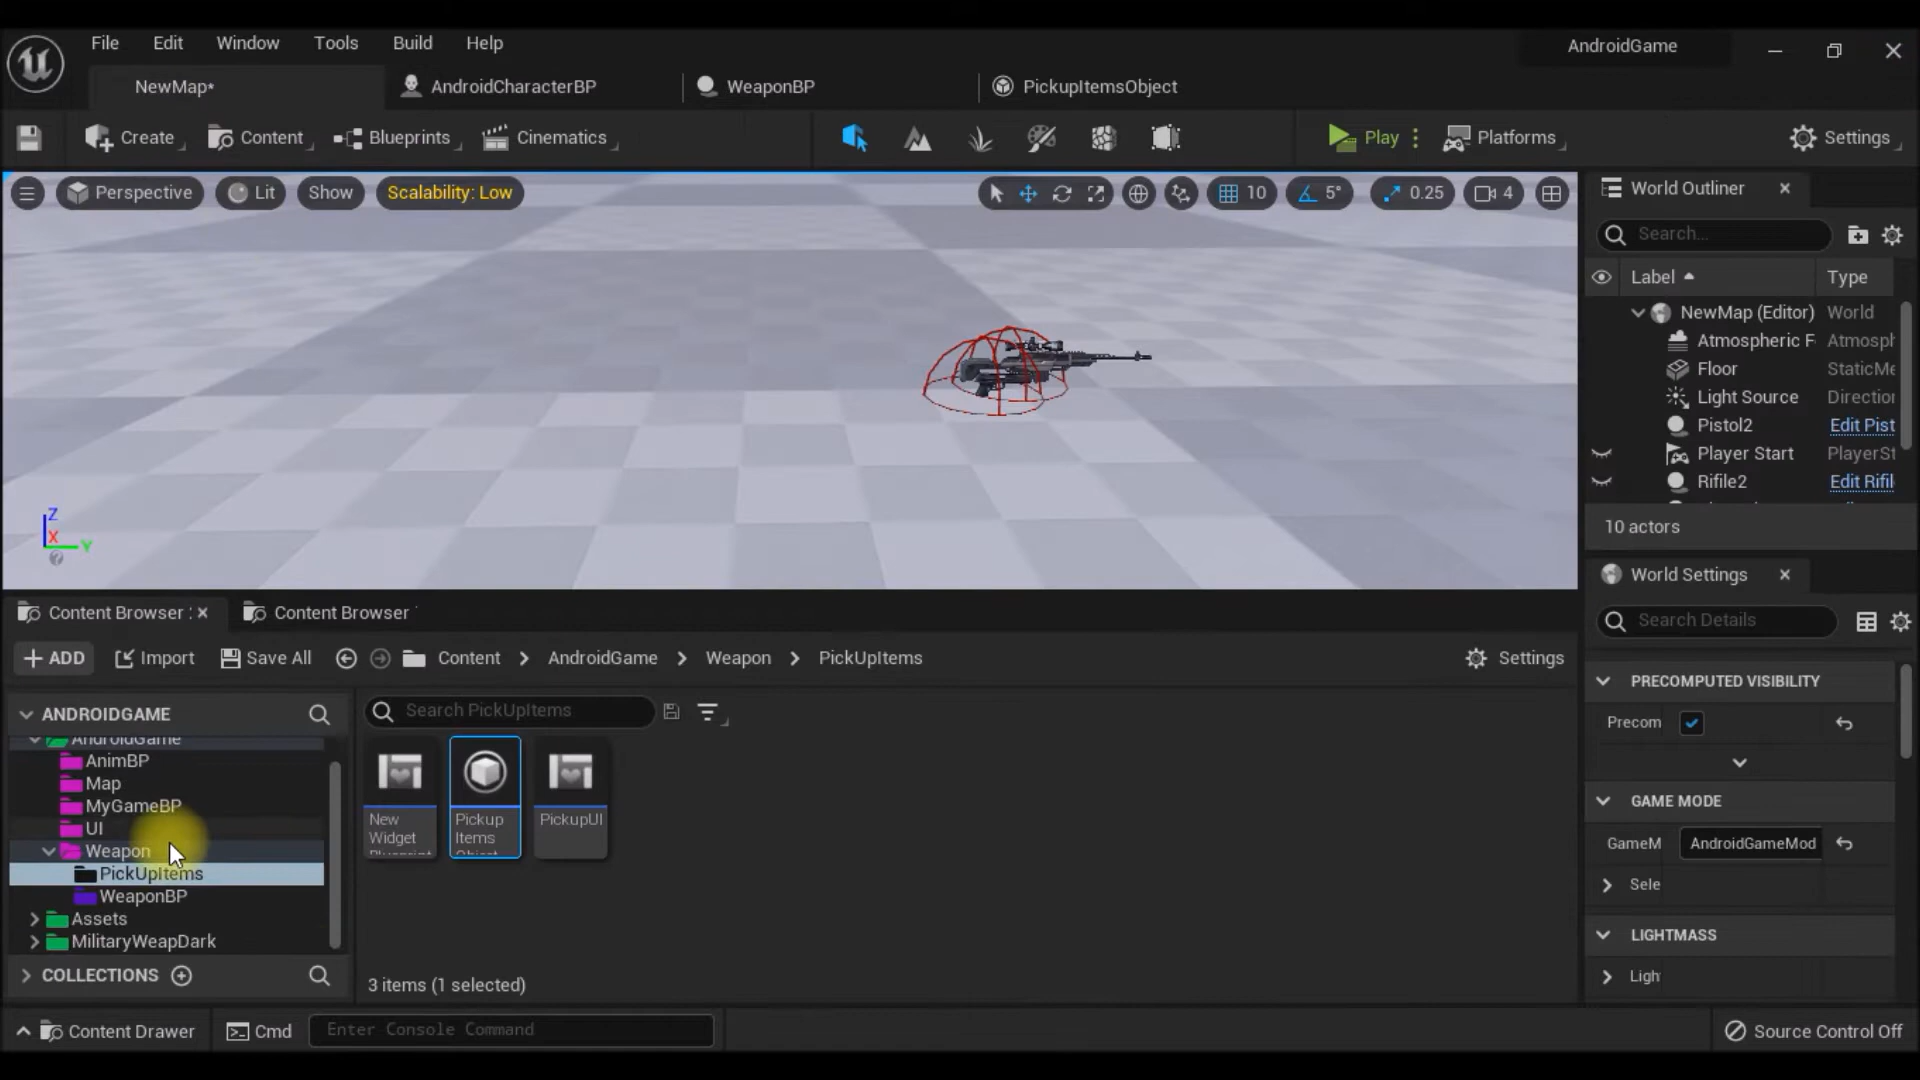 File Edit Window Tools Build Help
AndroidGame
NewMap*
AndroidCharacterBP
WeaponBP
PickupItemsObject
Create Content Blueprints Cinematics
Play Platforms Settings
Perspective Lit Show Scalability: Low
10 5° 0.25 4
World Outliner
Search...
Label Type
NewMap (Editor) World
Atmospheric F Atmosph
Floor StaticMe
Light Source Direction
Pistol2 Edit Pist
Player Start PlayerSt
Rifile2 Edit Rifil
10 actors
Z
X
Y
World Settings
Search Details
Content Browser :
Content Browser
ADD Import Save All Content > AndroidGame > Weapon > PickUpItems Settings
PRECOMPUTED VISIBILITY
Precom
GAME MODE
GameM AndroidGameMod
Sele
LIGHTMASS
Ligh
ANDROIDGAME
Search PickUpItems
AndroidGame
AnimBP
Map
MyGameBP
UI
Weapon
PickUpItems
WeaponBP
Assets
MilitaryWeapDark
COLLECTIONS
New
Widget
Blueprint
Pickup
Items
Object
PickupUI
3 items (1 selected)
Content Drawer Cmd Enter Console Command Source Control Off